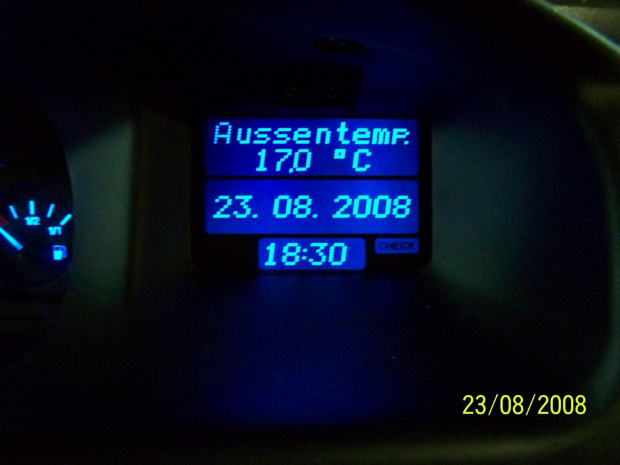 Aussentemp.
17,0 °C
23. 08. 2008
18:30
CHECK
1/2
1/1
23/08/2008